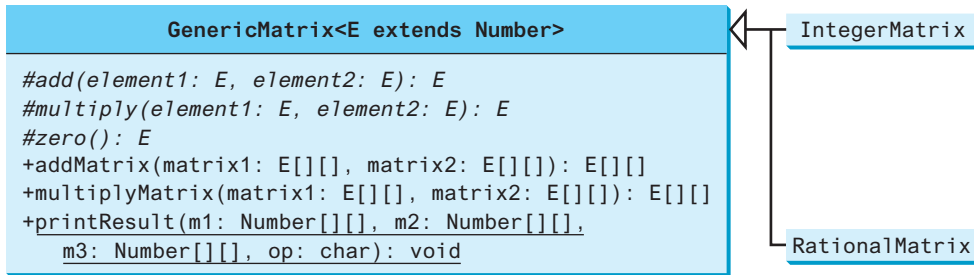 GenericMatrix<E extends Number>
#add(element1: E, element2: E): E
#multiply(element1: E, element2: E): E
#zero(): E
+addMatrix(matrix1: E[][], matrix2: E[][]): E[][]
+multiplyMatrix(matrix1: E[][], matrix2: E[][]): E[][]
+printResult(m1: Number[][], m2: Number[][],
m3: Number[][], op: char): void
IntegerMatrix
RationalMatrix